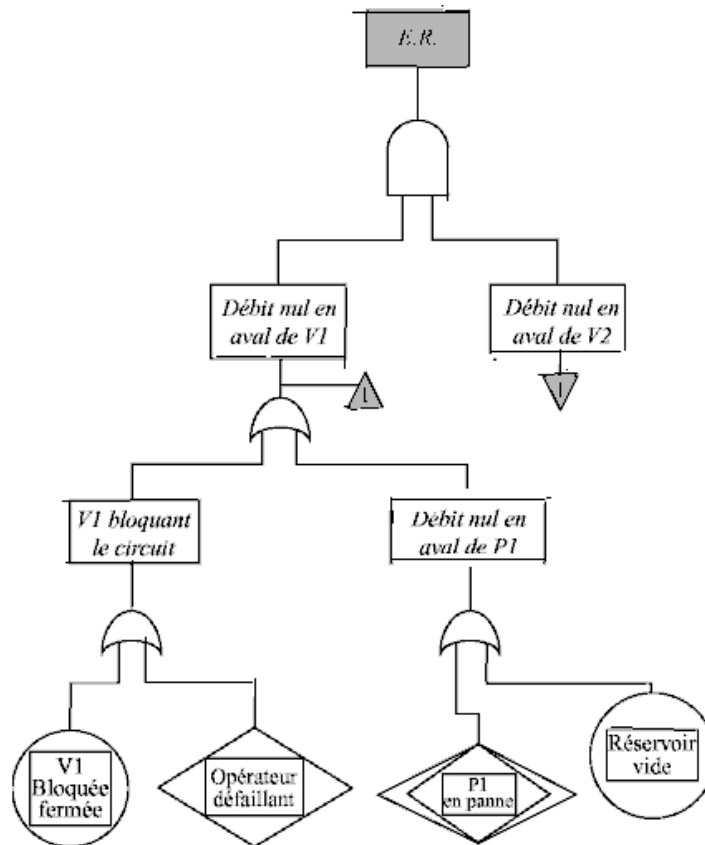 E.R.
Débit nul en
aval de V1
Débit nul en
aval de V2
1
1
V1 bloquant
le circuit
Débit nul en
aval de P1
V1
Bloquée
fermée
Opérateur
défaillant
P1
en panne
Réservoir
vide